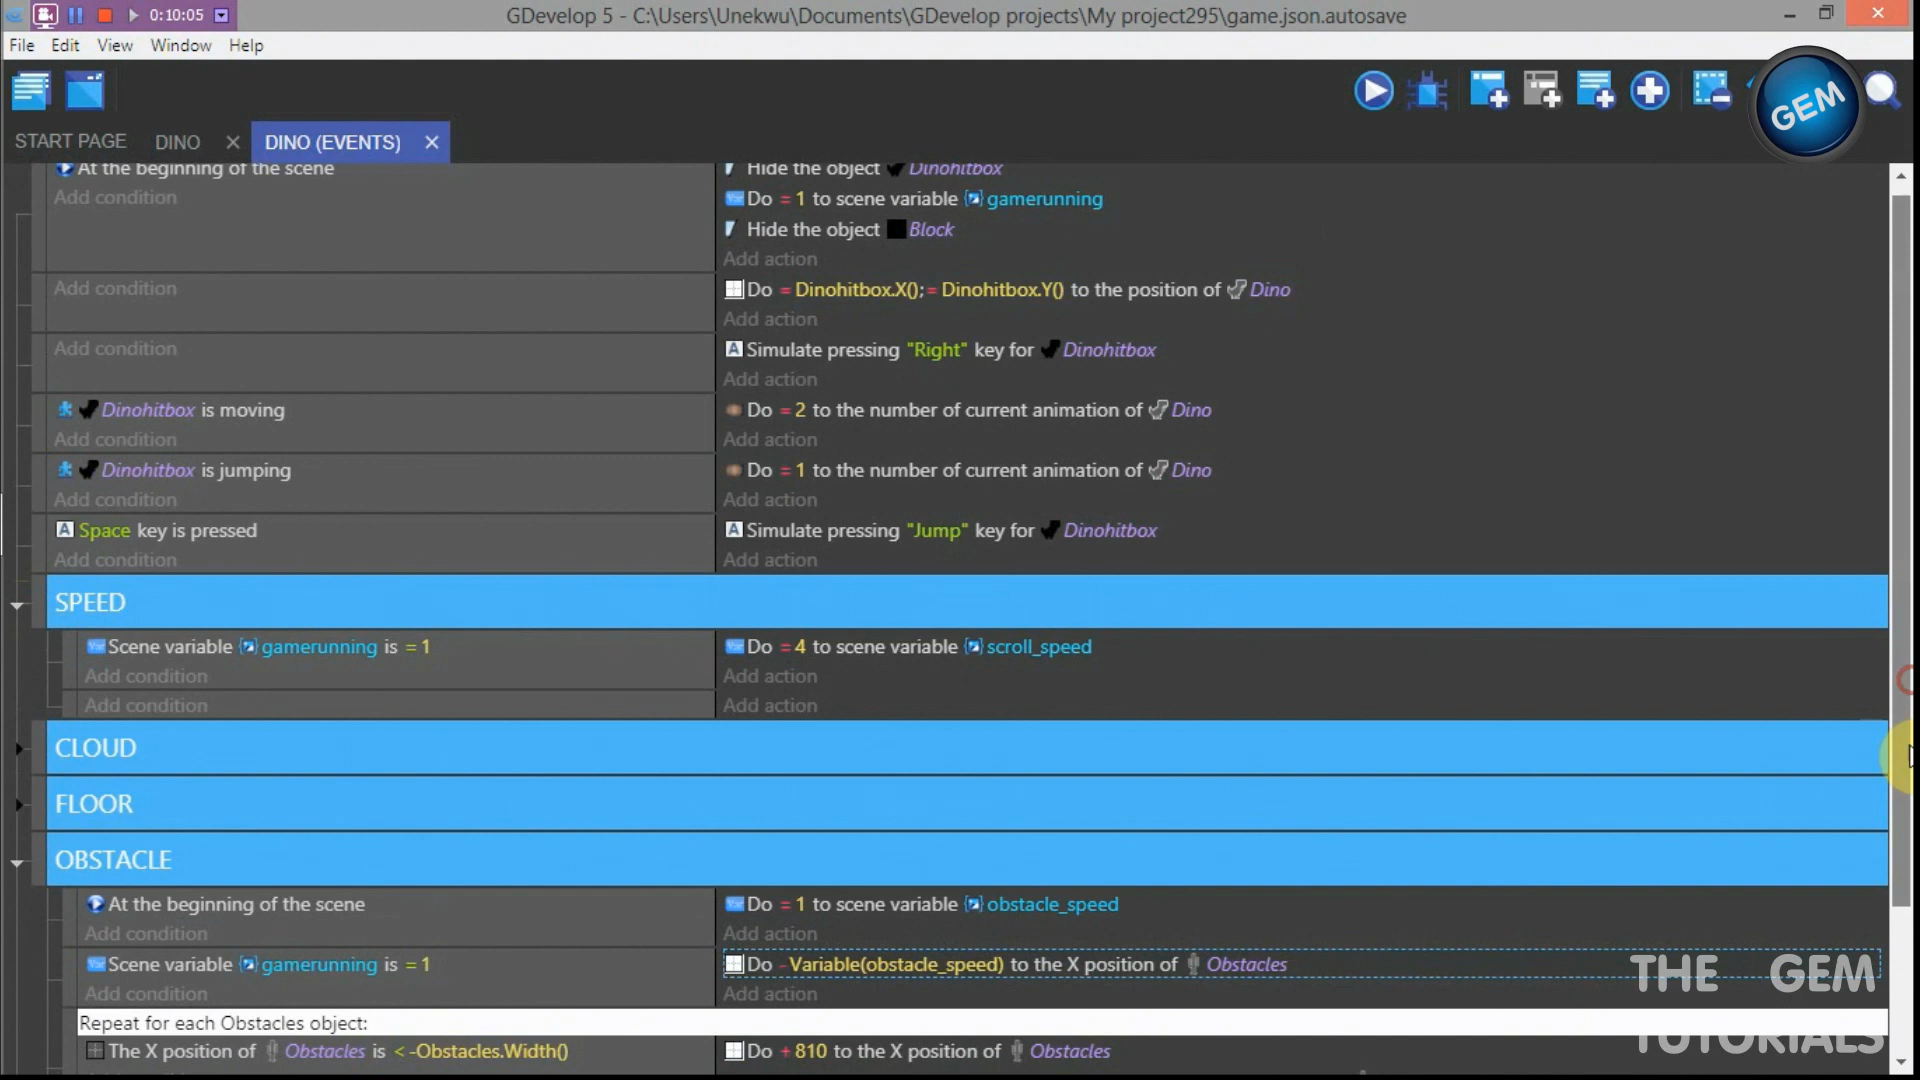 0:10:05
GDevelop 5 - C:\Users\Unekwu\Documents\GDevelop projects\My project295\game.json.autosave
File Edit View Window Help
GEM
START PAGE DINO DINO (EVENTS)
At the beginning of the scene
Hide the object Dinohitbox
Add condition
Do = 1 to scene variable gamerunning
Hide the object Block
Add action
Add condition
Do = Dinohitbox.X();= Dinohitbox.Y() to the position of Dino
Add action
Add condition
Simulate pressing "Right" key for Dinohitbox
Add action
Dinohitbox is moving
Do = 2 to the number of current animation of Dino
Add condition
Add action
Dinohitbox is jumping
Do = 1 to the number of current animation of Dino
Add condition
Add action
Space key is pressed
Simulate pressing "Jump" key for Dinohitbox
Add condition
Add action
SPEED
Scene variable gamerunning is = 1
Do = 4 to scene variable scroll_speed
Add condition
Add action
Add condition
Add action
CLOUD
FLOOR
OBSTACLE
At the beginning of the scene
Do = 1 to scene variable obstacle_speed
Add condition
Add action
Scene variable gamerunning is = 1
Do - Variable(obstacle_speed) to the X position of Obstacles
Add condition
Add action
Repeat for each Obstacles object:
The X position of Obstacles is < -Obstacles.Width()
Do + 810 to the X position of Obstacles
THE GEM
TUTORIALS